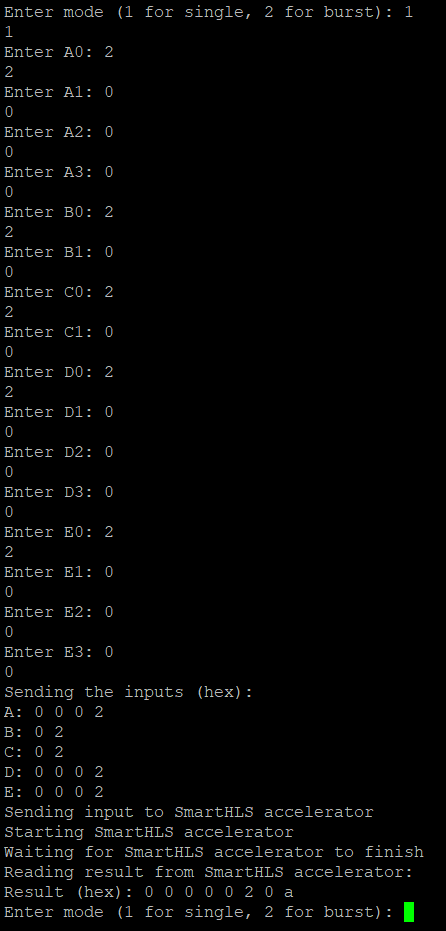 Enter mode (1 for single, 2 for burst): 1
1
Enter A0: 2
2
Enter A1: 0
0
Enter A2: 0
0
Enter A3: 0
0
Enter B0: 2
2
Enter B1: 0
0
Enter C0: 2
2
Enter C1: 0
0
Enter D0: 2
2
Enter D1: 0
0
Enter D2: 0
0
Enter D3: 0
0
Enter E0: 2
2
Enter E1: 0
0
Enter E2: 0
0
Enter E3: 0
0
Sending the inputs (hex):
A: 0 0 0 2
B: 0 2
C: 0 2
D: 0 0 0 2
E: 0 0 0 2
Sending input to SmartHLS accelerator
Starting SmartHLS accelerator
Waiting for SmartHLS accelerator to finish
Reading result from SmartHLS accelerator:
Result (hex): 0 0 0 0 0 2 0 a
Enter mode (1 for single, 2 for burst):